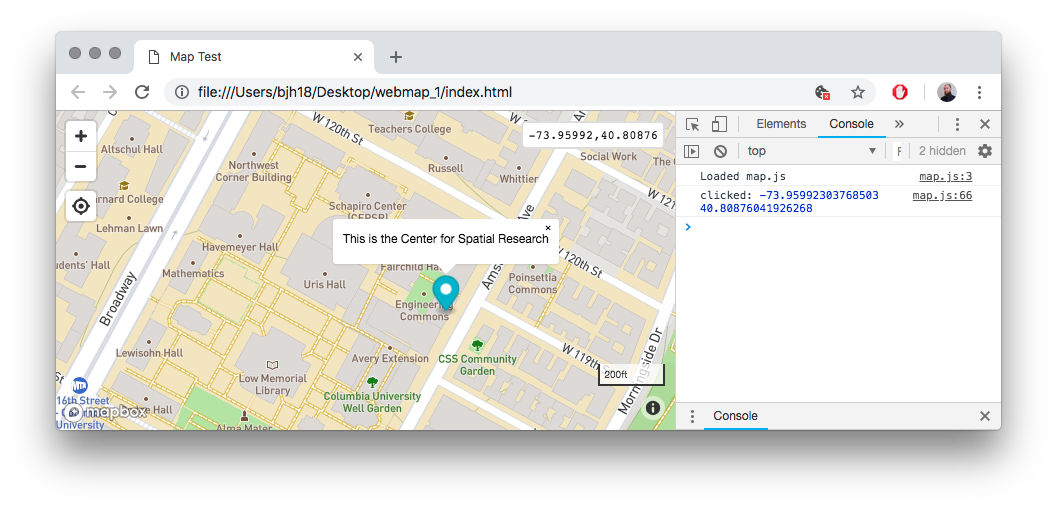 Map Test
file:///Users/bjh18/Desktop/webmap_1/index.html
Teachers College
W 120th St
-73.95992,40.80876
Altschul Hall
Northwest
Corner Building
Russell
Whittier
Social Work
The
W 121
arnard College
Schapiro Center
Lehman Lawn
Ave
This is the Center for Spatial Research
×
Havemeyer Hall
W 120th St
udents' Hall
Mathematics
Uris Hall
Fairchild Ha
Ams
Poinsettia
Commons
Engineering
Commons
Broadway
Lewisohn Hall
Avery Extension
CSS Community
Garden
W 119th
Morningside Dr
200ft
Low Memorial
Library
16th Street
University
mapbox
Columbia University
Well Garden
Alma Mater
Elements
Console
»
top
2 hidden
Loaded map.js
map.js:3
clicked: -73.95992303768503
map.js:66
40.80876041926268
Console